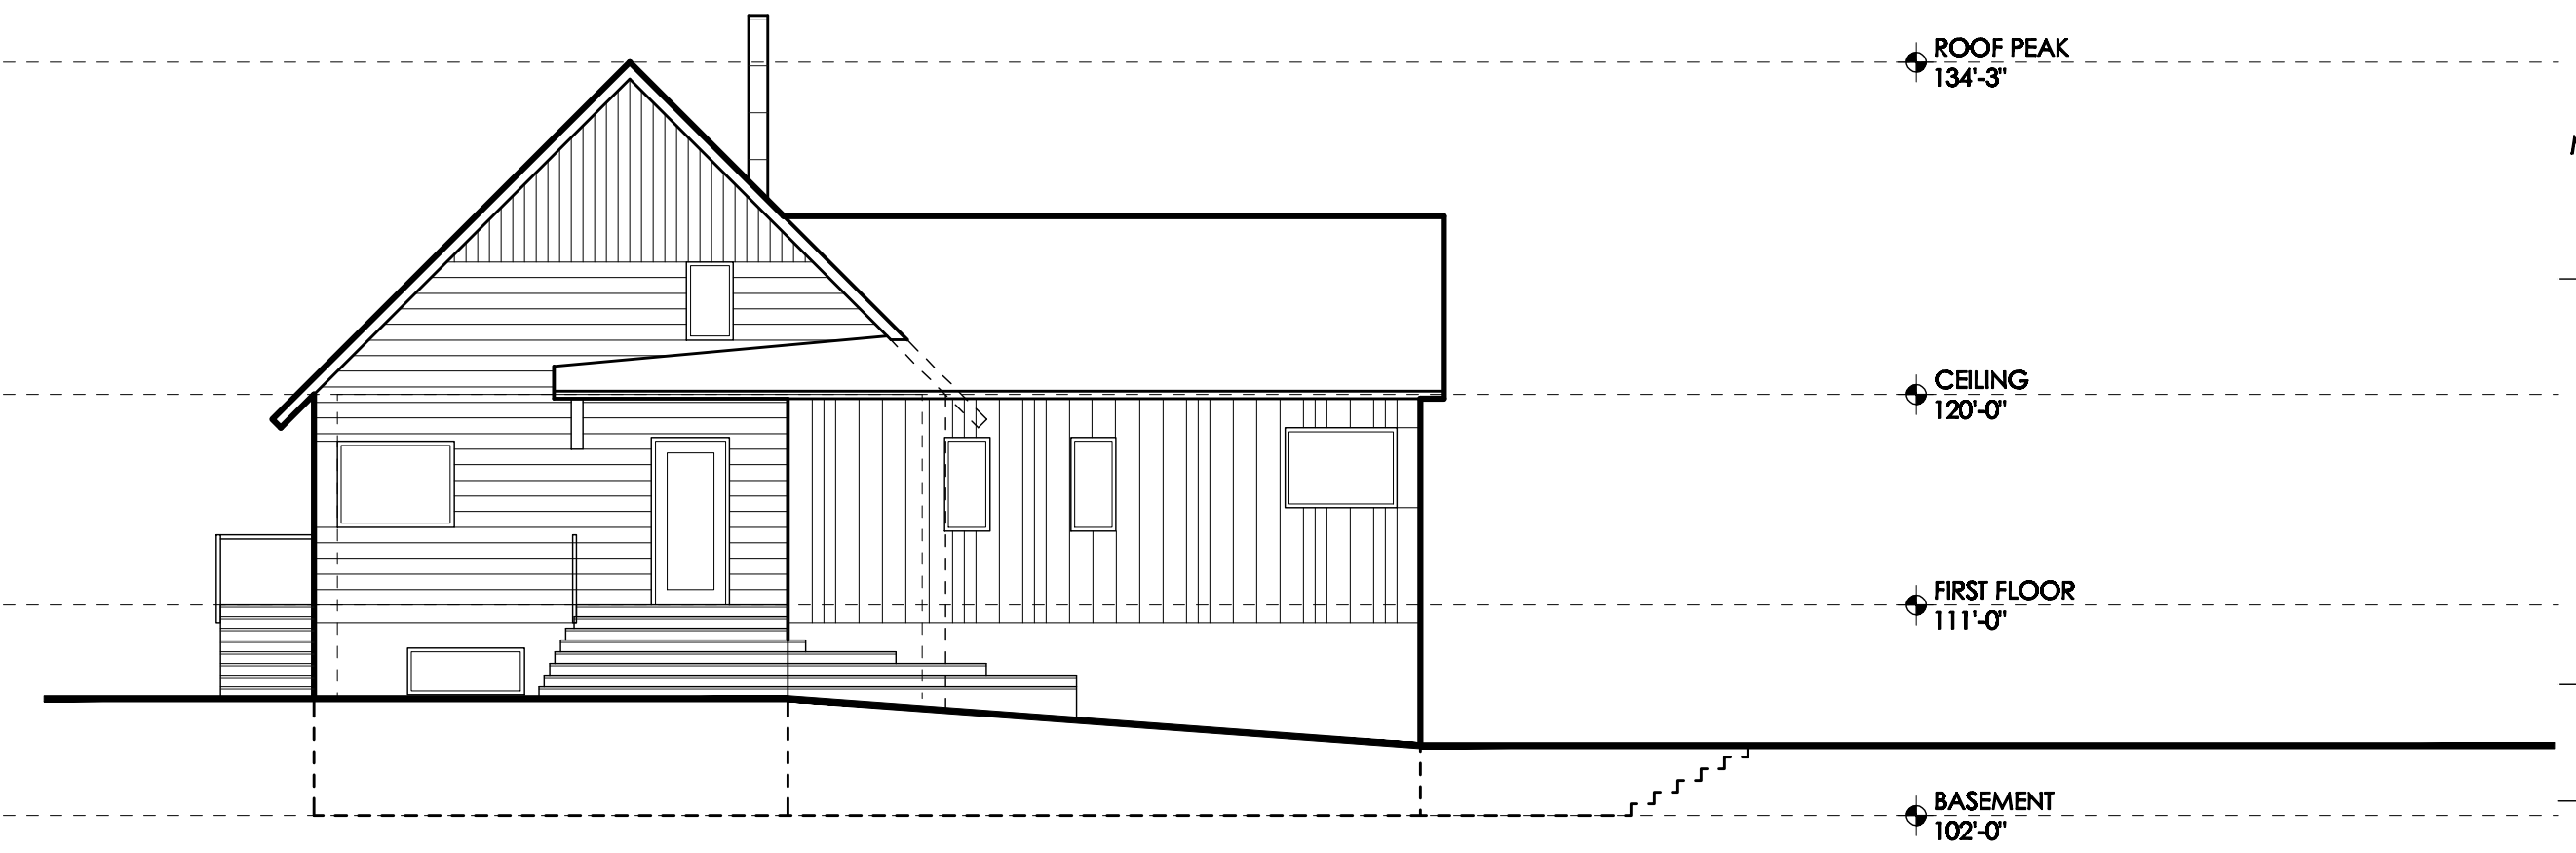 ROOF PEAK
134'-3"
CEILING
120'-0"
FIRST FLOOR
111'-0"
BASEMENT
102'-0"